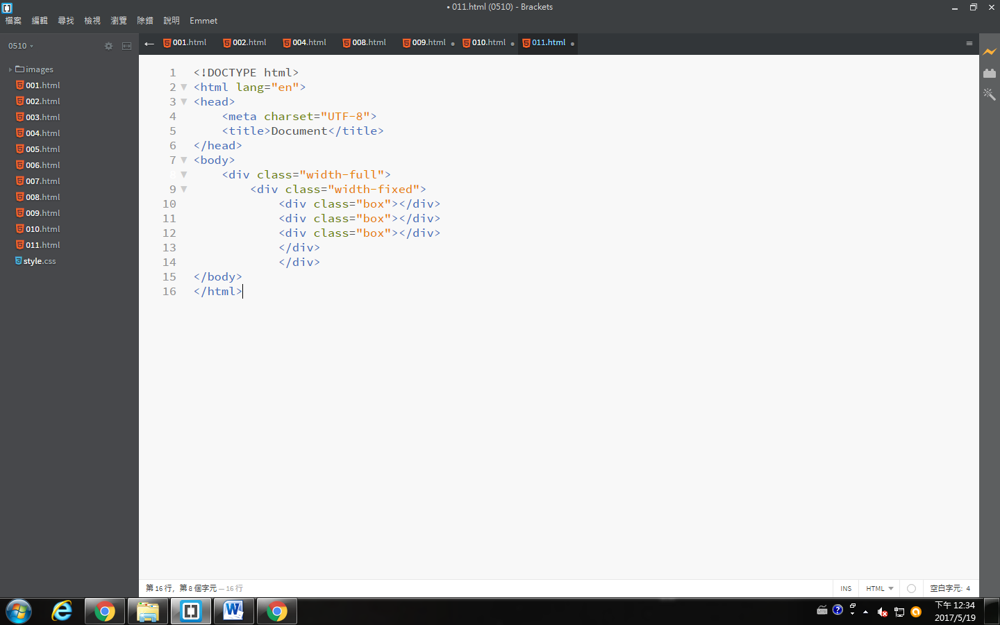 • 011.html (0510) - Brackets
檔案 編輯 尋找 檢視 瀏覽 除錯 說明 Emmet
0510
images
001.html
002.html
003.html
004.html
005.html
006.html
007.html
008.html
009.html
010.html
011.html
style.css
001.html 002.html 004.html 008.html 009.html 010.html 011.html
1 <!DOCTYPE html>
2 <html lang="en">
3 <head>
4 <meta charset="UTF-8">
5 <title>Document</title>
6 </head>
7 <body>
8 <div class="width-full">
9 <div class="width-fixed">
10 <div class="box"></div>
11 <div class="box"></div>
12 <div class="box"></div>
13 </div>
14 </div>
15 </body>
16 </html>
第 16 行，第 8 個字元 — 16 行
INS HTML 空白字元: 4
下午 12:34
2017/5/19